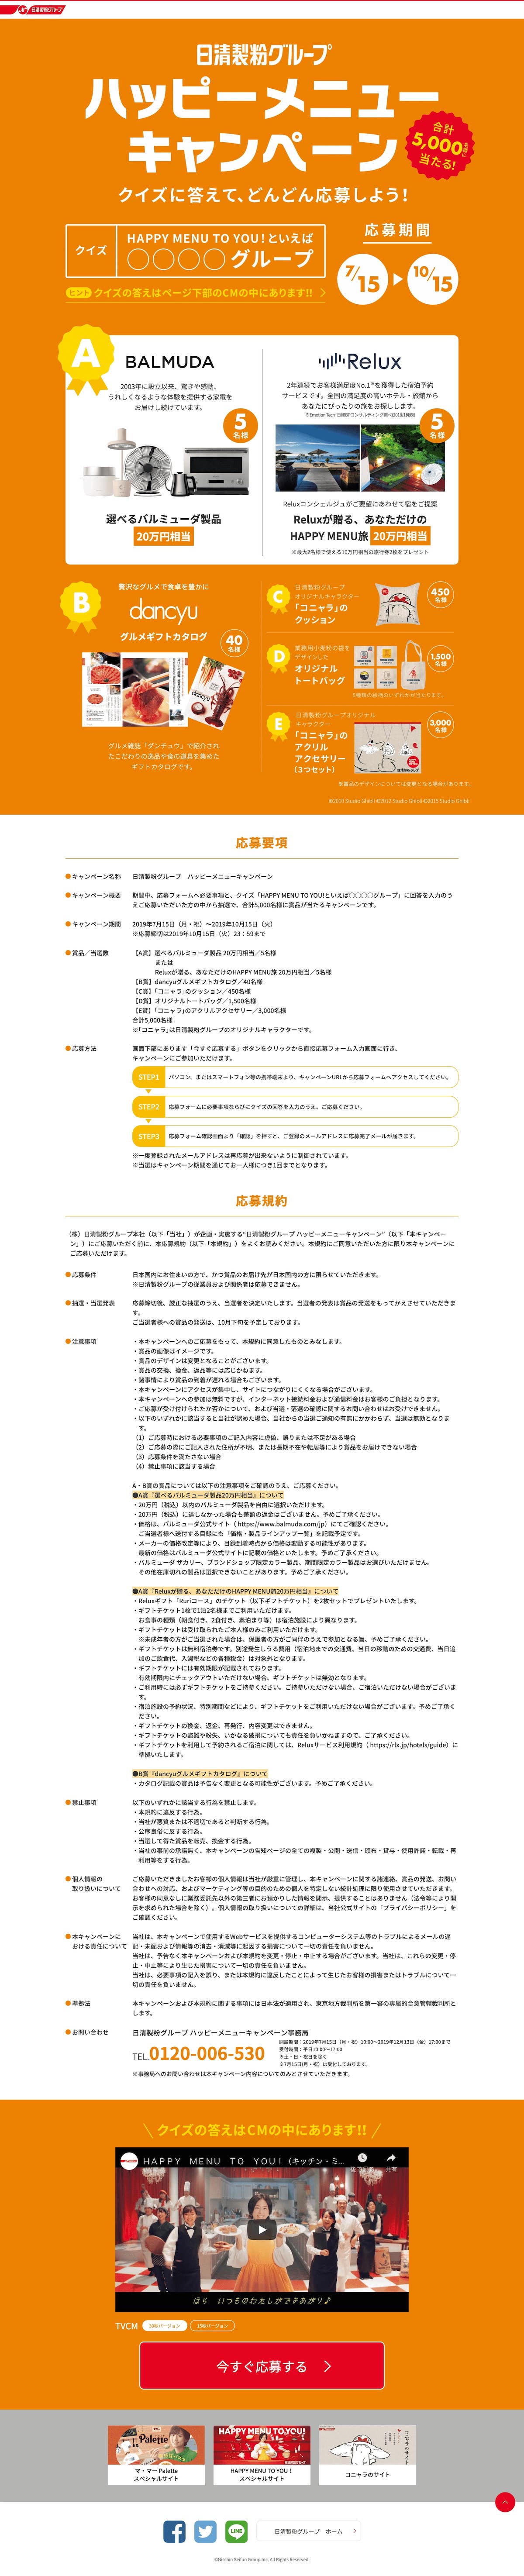 日清製粉グループ
日清製粉グループ
ハッピーメニュー
キャンペーン
合計
5,000名様に
当たる!
クイズに答えて、どんどん応募しよう!
クイズ
HAPPY MENU TO YOU!といえば
○○○○グループ
ヒント クイズの答えはページ下部のCMの中にあります!!
応募期間
7/15
10/15
A
BALMUDA
2003年に設立以来、驚きや感動、
うれしくなるような体験を提供する家電を
お届けし続けています。
5名様
選べるバルミューダ製品
20万円相当
Relux
2年連続でお客様満足度No.1※を獲得した宿泊予約
サービスです。全国の満足度の高いホテル・旅館から
あなたにぴったりの旅をお探しします。
5名様
Reluxコンシェルジュがご要望にあわせて宿をご提案
Reluxが贈る、あなただけの
HAPPY MENU旅 20万円相当
※最大2名様で使える10万円相当の旅行券2枚をプレゼント
B
贅沢なグルメで食卓を豊かに
dancyu
グルメギフトカタログ
40名様
dancyu
グルメ雑誌「ダンチュウ」で紹介され
たこだわりの逸品や食の道具を集めた
ギフトカタログです。
C
日清製粉グループ
オリジナルキャラクター
「コニャラ」の
クッション
450名様
D
業務用小麦粉の袋を
デザインした
オリジナル
トートバッグ
1,500名様
5種類の絵柄のいずれかが当たります。
E
日清製粉グループオリジナル
キャラクター
「コニャラ」の
アクリル
アクセサリー
(3つセット)
3,000名様
※賞品のデザインについては変更となる場合があります。
©2010 Studio Ghibli ©2012 Studio Ghibli ©2015 Studio Ghibli
応募要項
キャンペーン名称 日清製粉グループ ハッピーメニューキャンペーン
キャンペーン概要 期間中、応募フォームへ必要事項と、クイズ「HAPPY MENU TO YOU!といえば○○○○グループ」に回答を入力のう
えご応募いただいた方の中から抽選で、合計5,000名様に賞品が当たるキャンペーンです。
キャンペーン期間 2019年7月15日（月・祝）～2019年10月15日（火）
※応募締切は2019年10月15日（火）23：59まで
賞品／当選数 【A賞】選べるバルミューダ製品 20万円相当／5名様
または
Reluxが贈る、あなただけのHAPPY MENU旅 20万円相当／5名様
【B賞】dancyuグルメギフトカタログ／40名様
【C賞】「コニャラ」のクッション／450名様
【D賞】オリジナルトートバッグ／1,500名様
【E賞】「コニャラ」のアクリルアクセサリー／3,000名様
合計5,000名様
※「コニャラ」は日清製粉グループのオリジナルキャラクターです。
応募方法 画面下部にあります「今すぐ応募する」ボタンをクリックから直接応募フォーム入力画面に行き、
キャンペーンにご参加いただけます。
STEP1 パソコン、またはスマートフォン等の携帯端末より、キャンペーンURLから応募フォームへアクセスしてください。
STEP2 応募フォームに必要事項ならびにクイズの回答を入力のうえ、ご応募ください。
STEP3 応募フォーム確認画面より『確認』を押すと、ご登録のメールアドレスに応募完了メールが届きます。
※一度登録されたメールアドレスは再応募が出来ないように制御されています。
※当選はキャンペーン期間を通じてお一人様につき1回までとなります。
応募規約
（株）日清製粉グループ本社（以下「当社」）が企画・実施する"日清製粉グループ ハッピーメニューキャンペーン"（以下「本キャンペー
ン」）にご応募いただく前に、本応募規約（以下「本規約」）をよくお読みください。本規約にご同意いただいた方に限り本キャンペーンに
ご応募いただけます。
応募条件 日本国内にお住まいの方で、かつ賞品のお届け先が日本国内の方に限らせていただきます。
※日清製粉グループの従業員および関係者は応募できません。
抽選・当選発表 応募締切後、厳正な抽選のうえ、当選者を決定いたします。当選者の発表は賞品の発送をもってかえさせていただきま
す。
ご当選者様への賞品の発送は、10月下旬を予定しております。
注意事項 ・本キャンペーンへのご応募をもって、本規約に同意したものとみなします。
・賞品の画像はイメージです。
・賞品のデザインは変更となることがございます。
・賞品の交換、換金、返品等には応じかねます。
・諸事情により賞品の到着が遅れる場合もございます。
・本キャンペーンにアクセスが集中し、サイトにつながりにくくなる場合がございます。
・本キャンペーンへの参加は無料ですが、インターネット接続料金および通信料金はお客様のご負担となります。
・ご応募が受け付けられたか否かについて、および当選・落選の確認に関するお問い合わせはお受けできません。
・以下のいずれかに該当すると当社が認めた場合、当社からの当選ご通知の有無にかかわらず、当選は無効となりま
す。
（1）ご応募時における必要事項のご記入内容に虚偽、誤りまたは不足がある場合
（2）ご応募の際にご記入された住所が不明、または長期不在や転居等により賞品をお届けできない場合
（3）応募条件を満たさない場合
（4）禁止事項に該当する場合
A・B賞の賞品については以下の注意事項をご確認のうえ、ご応募ください。
●A賞『選べるバルミューダ製品20万円相当』について
・20万円（税込）以内のバルミューダ製品を自由に選択いただけます。
・20万円（税込）に達しなかった場合も差額の返金はございません。予めご了承ください。
・価格は、バルミューダ公式サイト（ https://www.balmuda.com/jp）にてご確認ください。
ご当選者様へ送付する目録にも「価格・製品ラインアップ一覧」を記載予定です。
・メーカーの価格改定等により、目録到着時点から価格は変動する可能性があります。
最新の価格はバルミューダ公式サイトに記載の価格といたします。予めご了承ください。
・バルミューダ サカリー、ブランドショップ限定カラー製品、期間限定カラー製品はお選びいただけません。
その他在庫切れの製品は選択できないことがあります。予めご了承ください。
●A賞『Reluxが贈る、あなただけのHAPPY MENU旅20万円相当』について
・Reluxギフト「Ruriコース」のチケット（以下ギフトチケット）を2枚セットでプレゼントいたします。
・ギフトチケット1枚で1泊2名様までご利用いただけます。
お食事の種類（朝食付き、2食付き、素泊まり等）は宿泊施設により異なります。
・ギフトチケットは受け取られたご本人様のみご利用いただけます。
※未成年者の方がご当選された場合は、保護者の方がご同伴のうえで参加となる旨、予めご了承ください。
・ギフトチケットは無料宿泊券です。別途発生しうる費用（宿泊地までの交通費、当日の移動のための交通費、当日追
加のご飲食代、入湯税などの各種税金）は対象外となります。
・ギフトチケットには有効期限が記載されております。
有効期限内にチェックアウトいただけない場合、ギフトチケットは無効となります。
・ご利用時には必ずギフトチケットをご持参ください。ご持参いただけない場合、ご宿泊いただけない場合がございま
す。
・宿泊施設の予約状況、特別期間などにより、ギフトチケットをご利用いただけない場合がございます。予めご了承く
ださい。
・ギフトチケットの換金、返金、再発行、内容変更はできません。
・ギフトチケットの盗難や紛失、いかなる破損についても責任を負いかねますので、ご了承ください。
・ギフトチケットを利用して予約されるご宿泊に関しては、Reluxサービス利用規約（ https://rlx.jp/hotels/guide）に
準拠いたします。
●B賞『dancyuグルメギフトカタログ』について
・カタログ記載の賞品は予告なく変更となる可能性がございます。予めご了承ください。
禁止事項 以下のいずれかに該当する行為を禁止します。
・本規約に違反する行為。
・当社が悪質または不適切であると判断する行為。
・公序良俗に反する行為。
・当選して得た賞品を転売、換金する行為。
・当社の事前の承諾無く、本キャンペーンの告知ページの全ての複製・公開・送信・頒布・貸与・使用許諾・転載・再
利用等をする行為。
個人情報の
取り扱いについて ご応募いただきましたお客様の個人情報は当社が厳重に管理し、本キャンペーンに関する諸連絡、賞品の発送、お問い
合わせへの対応、およびマーケティング等の目的のための個人を特定しない統計処理に限り使用させていただきます。
お客様の同意なしに業務委託先以外の第三者にお預かりした情報を開示、提供することはありません（法令等により開
示を求められた場合を除く）。個人情報の取り扱いについての詳細は、当社公式サイトの「プライバシーポリシー」を
ご確認ください。
本キャンペーンに
おける責任について 当社は、本キャンペーンで使用するWebサービスを提供するコンピューターシステム等のトラブルによるメールの遅
配・未配および情報等の消去・消滅等に起因する損害について一切の責任を負いません。
当社は、予告なく本キャンペーンおよび本規約を変更・停止・中止する場合がございます。当社は、これらの変更・停
止・中止等により生じた損害について一切の責任を負いません。
当社は、必要事項の記入を誤り、または本規約に違反したことによって生じたお客様の損害またはトラブルについて一
切の責任を負いません。
準拠法 本キャンペーンおよび本規約に関する事項には日本法が適用され、東京地方裁判所を第一審の専属的合意管轄裁判所と
します。
お問い合わせ 日清製粉グループ ハッピーメニューキャンペーン事務局
TEL.0120-006-530
開設期間：2019年7月15日（月・祝）10:00～2019年12月13日（金）17:00まで
受付時間：平日10:00～17:00
※土・日・祝日を除く
※7月15日(月・祝）は受付しております。
※事務局へのお問い合わせは本キャンペーン内容についてのみとさせていただきます。
クイズの答えはCMの中にあります!!
HAPPY MENU TO YOU!（キッチン・ミ...
共有
ほら いつものわたしができあがり♪
TVCM 30秒バージョン 15秒バージョン
今すぐ応募する
Palette
マ・マー Palette
スペシャルサイト
HAPPY MENU TO YOU!
HAPPY MENU TO YOU！
スペシャルサイト
コニャラのサイト
コニャラのサイト
LINE
日清製粉グループ ホーム
©Nisshin Seifun Group Inc. All Rights Reserved.